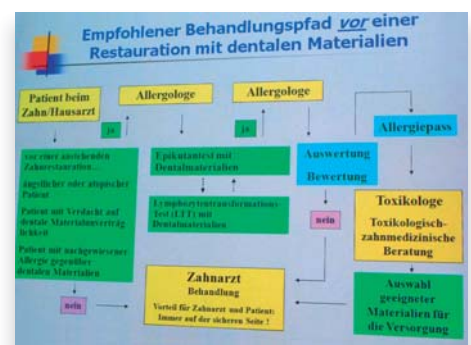 Empfohlener Behandlungspfad vor einer
Restauration mit dentalen Materialien
Patient beim
Zahn/Hausarzt
Allergologe
Allergologe
ja
ja
Allergiepass
vor einer anstehenden
Zahnrestauration...
Ängstlicher oder atopischer
Patient
Patient mit Verdacht auf
dentale Materialunverträg
lichkeit
Patient mit nachgewiesener
Allergie gegenüber
dentalen Materialien
Epikutantest mit
Dentalmaterialien
Lymphozytentransformations
Test (LTT) mit
Dentalmaterialien
Auswertung
Bewertung
nein
Toxikologe
Toxikologisch-
zahnmedizinische
Beratung
nein
Zahnarzt
Behandlung
Vorteil für Zahnarzt und Patient:
Immer auf der sicheren Seite !
Auswahl
geeigneter
Materialien für
die Versorgung